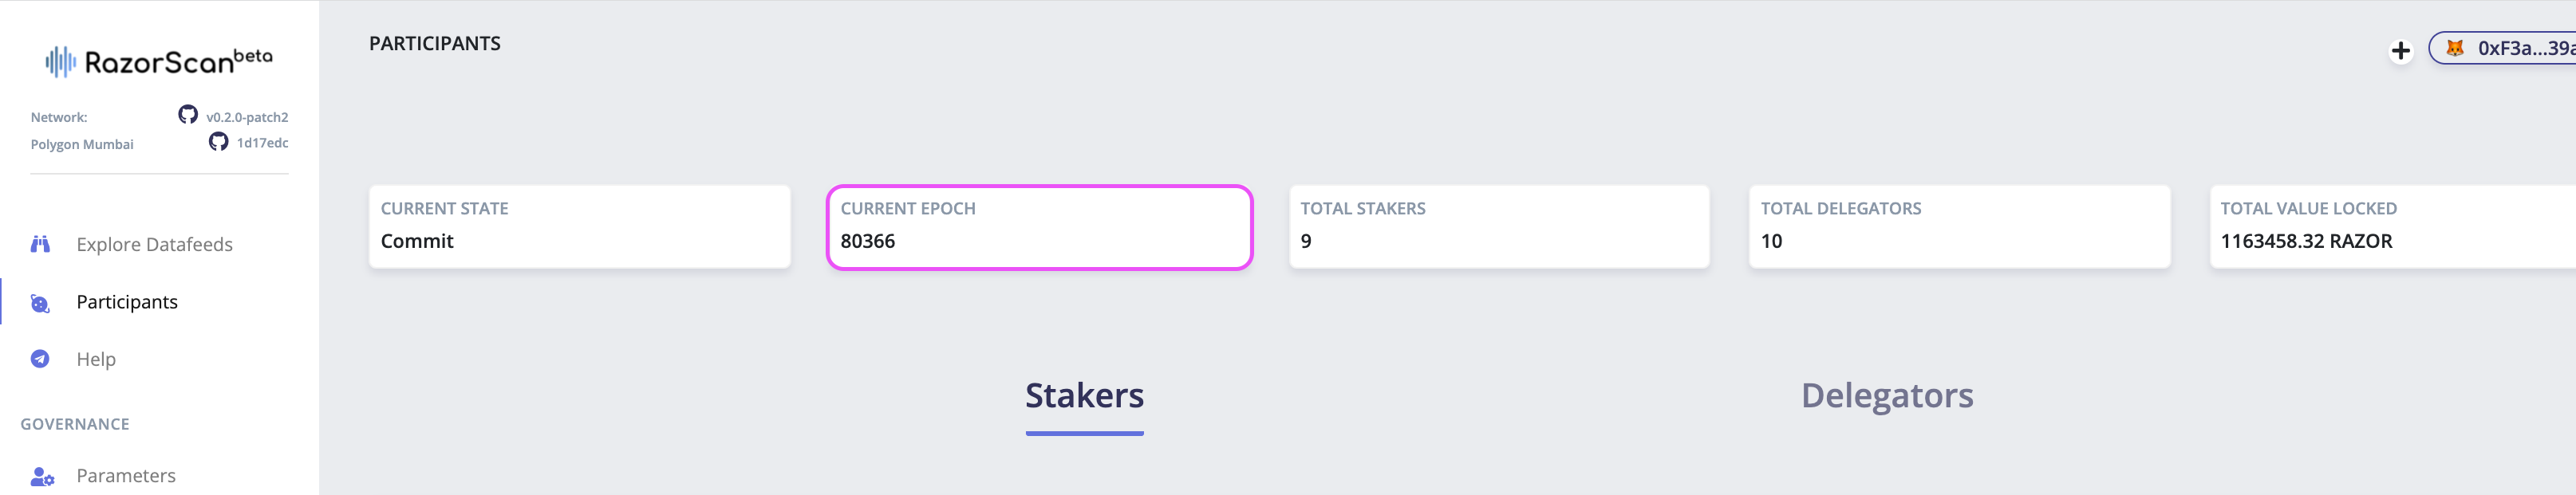 RazorScan beta
Network:
v0.2.0-patch2
Polygon Mumbai
1d17edc
Explore Datafeeds
Participants
Help
GOVERNANCE
Parameters
PARTICIPANTS
0xF3a...39a
CURRENT STATE
Commit
CURRENT EPOCH
80366
TOTAL STAKERS
9
TOTAL DELEGATORS
10
TOTAL VALUE LOCKED
1163458.32 RAZOR
Stakers
Delegators